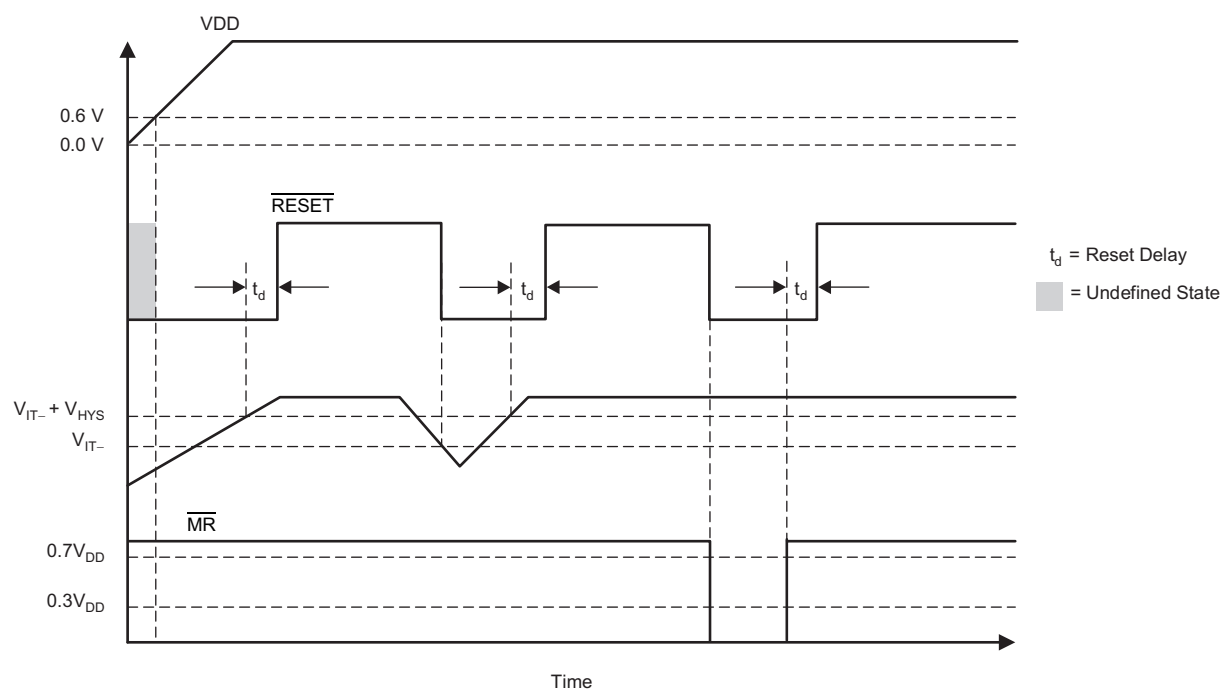 VDD
0.6 V
0.0 V
RESET
t_d
t_d
t_d
t_d = Reset Delay
= Undefined State
V_IT– + V_HYS
V_IT–
MR
0.7V_DD
0.3V_DD
Time